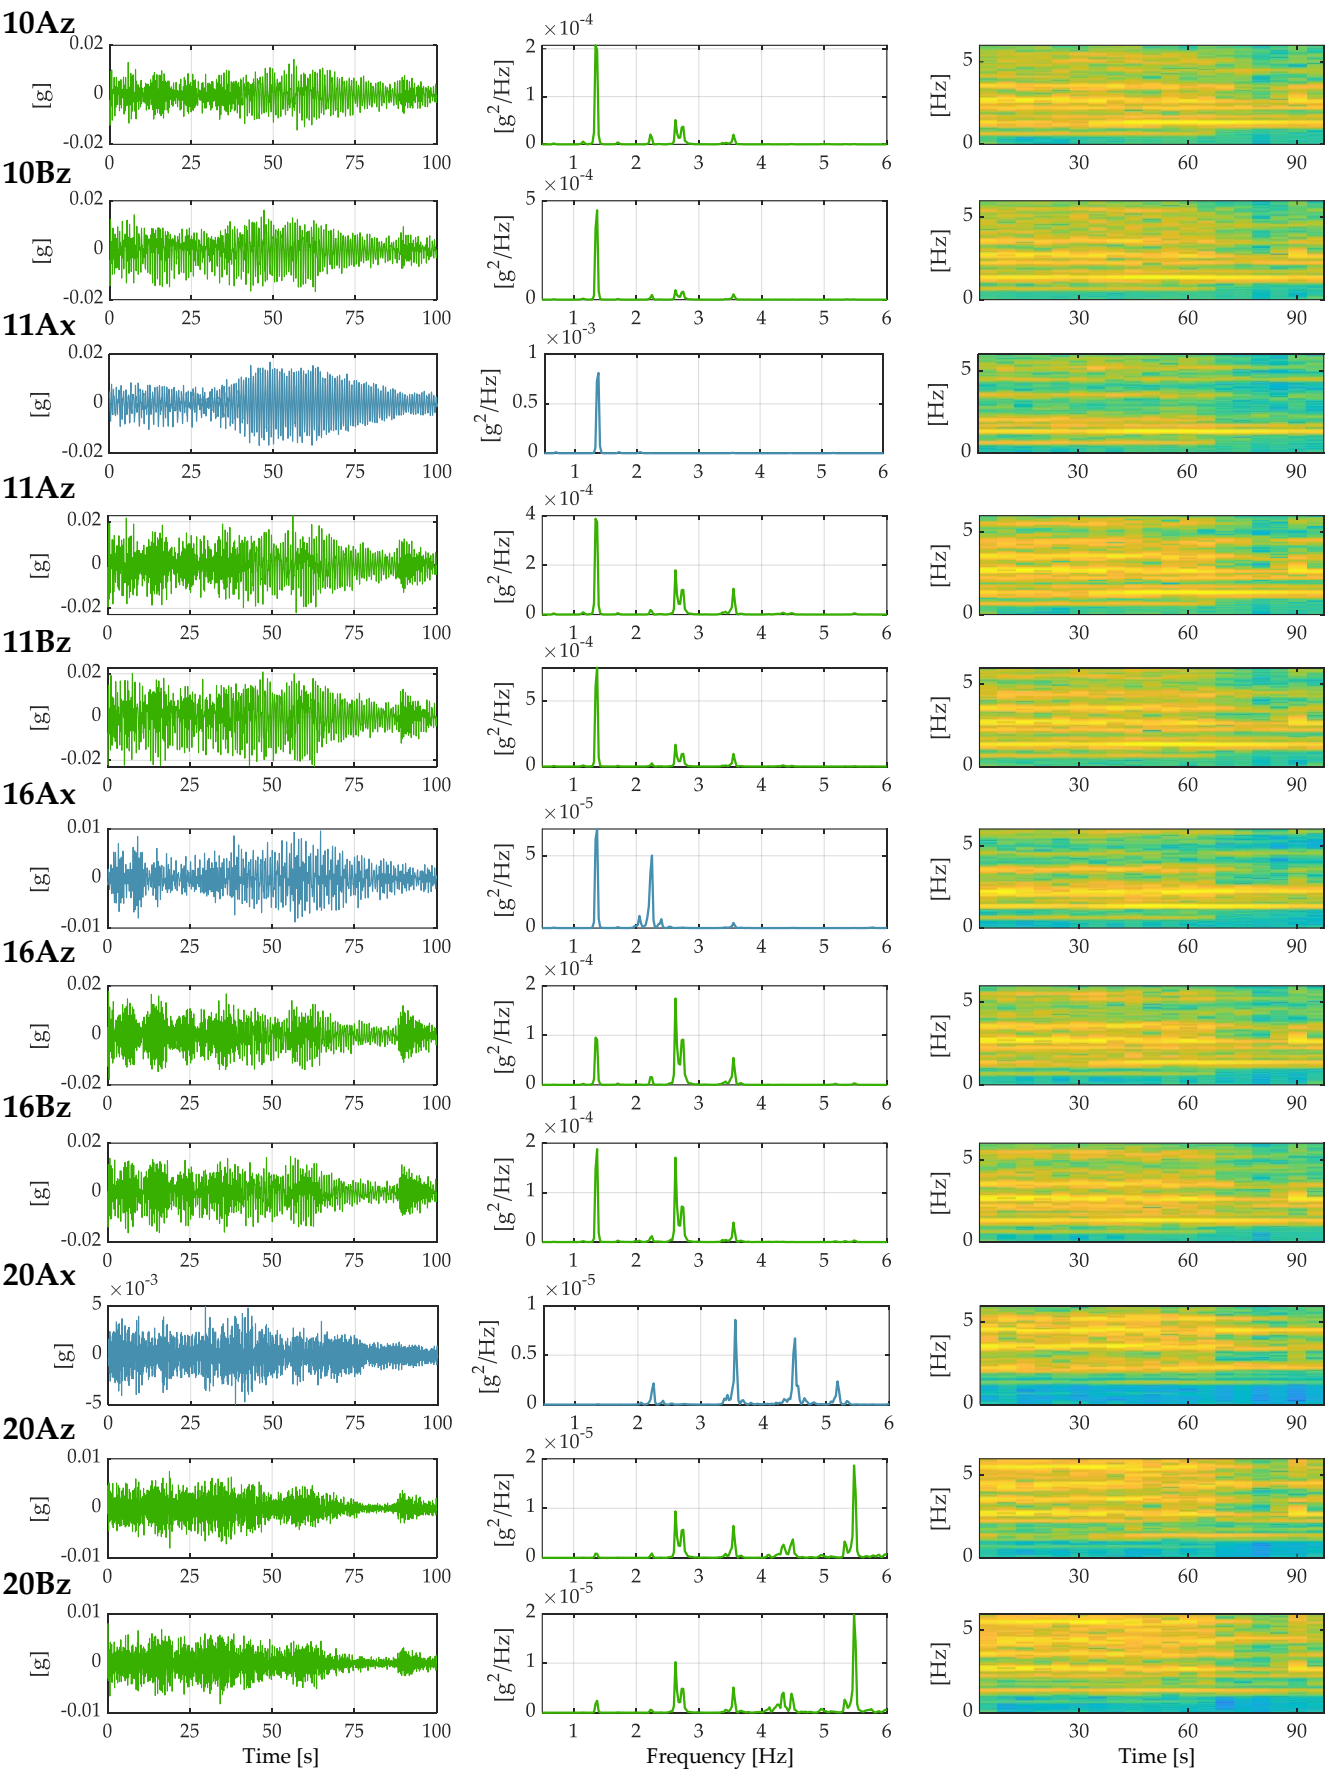 10Az
0.02 0 -0.02 [g] 0 25 50 75 100
×10-4 2 1 0 [g2/Hz] 1 2 3 4 5 6
5 0 [Hz] 30 60 90
10Bz
0.02 0 -0.02 [g] 0 25 50 75 100
×10-4 5 0 [g2/Hz] 1 2 3 4 5 6
5 0 [Hz] 30 60 90
11Ax
0.02 0 -0.02 [g] 0 25 50 75 100
×10-3 1 0.5 0 [g2/Hz] 1 2 3 4 5 6
5 0 [Hz] 30 60 90
11Az
0.02 0 -0.02 [g] 0 25 50 75 100
×10-4 4 2 0 [g2/Hz] 1 2 3 4 5 6
5 0 [Hz] 30 60 90
11Bz
0.02 0 -0.02 [g] 0 25 50 75 100
×10-4 5 0 [g2/Hz] 1 2 3 4 5 6
5 0 [Hz] 30 60 90
16Ax
0.01 0 -0.01 [g] 0 25 50 75 100
×10-5 5 0 [g2/Hz] 1 2 3 4 5 6
5 0 [Hz] 30 60 90
16Az
0.02 0 -0.02 [g] 0 25 50 75 100
×10-4 2 1 0 [g2/Hz] 1 2 3 4 5 6
5 0 [Hz] 30 60 90
16Bz
0.02 0 -0.02 [g] 0 25 50 75 100
×10-4 2 1 0 [g2/Hz] 1 2 3 4 5 6
5 0 [Hz] 30 60 90
20Ax
×10-3 5 0 -5 [g] 0 25 50 75 100
×10-5 1 0.5 0 [g2/Hz] 1 2 3 4 5 6
5 0 [Hz] 30 60 90
20Az
0.01 0 -0.01 [g] 0 25 50 75 100
×10-5 2 1 0 [g2/Hz] 1 2 3 4 5 6
5 0 [Hz] 30 60 90
20Bz
0.01 0 -0.01 [g] 0 25 50 75 100
×10-5 2 1 0 [g2/Hz] 1 2 3 4 5 6
5 0 [Hz] 30 60 90
Time [s] Frequency [Hz] Time [s]